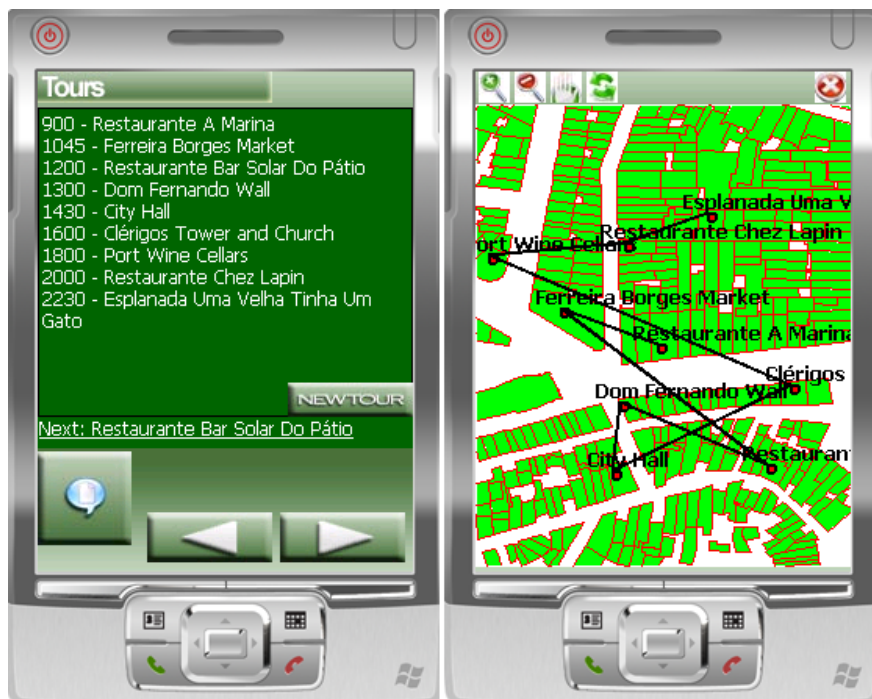 Tours
900 - Restaurante A Marina
1045 - Ferreira Borges Market
1200 - Restaurante Bar Solar Do Pátio
1300 - Dom Fernando Wall
1430 - City Hall
1600 - Clérigos Tower and Church
1800 - Port Wine Cellars
2000 - Restaurante Chez Lapin
2230 - Esplanada Uma Velha Tinha Um
Gato
NEWTOUR
Next: Restaurante Bar Solar Do Pátio
Esplanada Uma V
Restaurante Chez Lapin
ort Wine Cellars
Ferreira Borges Market
Restaurante A Marina
Clérigos
Dom Fernando Wall
City Hall
Restaurant